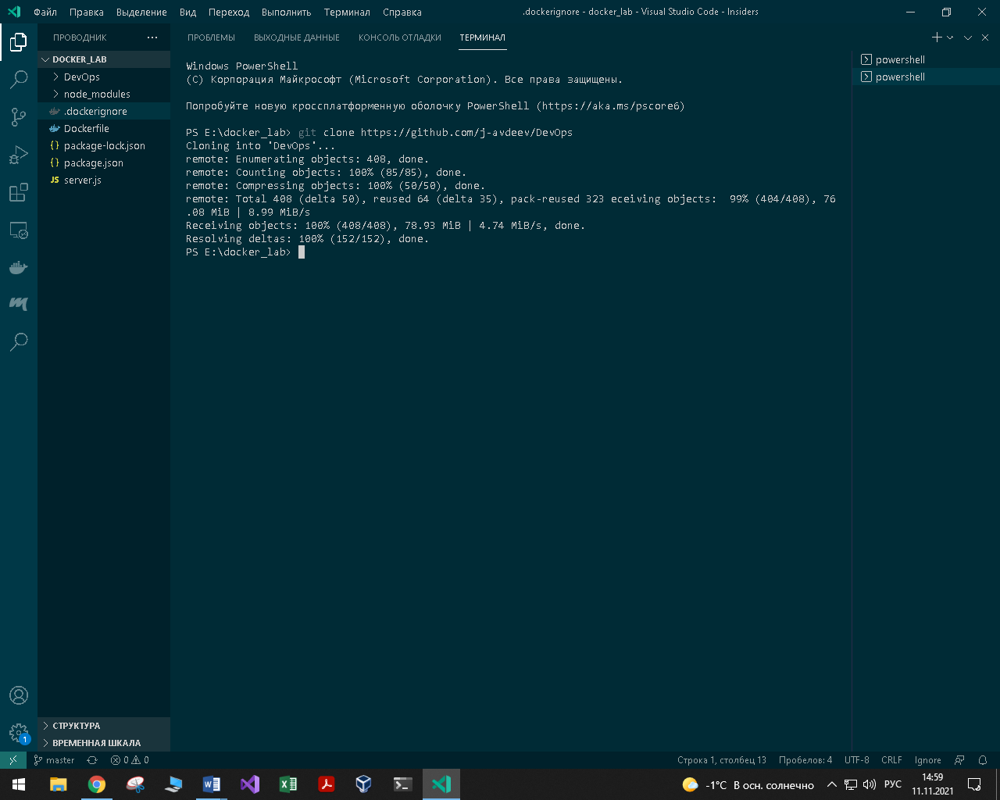 Файл Правка Выделение Вид Переход Выполнить Терминал Справка
.dockerignore - docker_lab - Visual Studio Code - Insiders
ПРОВОДНИК
DOCKER_LAB
DevOps
node_modules
.dockerignore
Dockerfile
{} package-lock.json
{} package.json
JS server.js
СТРУКТУРА
ВРЕМЕННАЯ ШКАЛА
ПРОБЛЕМЫ ВЫХОДНЫЕ ДАННЫЕ КОНСОЛЬ ОТЛАДКИ ТЕРМИНАЛ
Windows PowerShell
(C) Корпорация Майкрософт (Microsoft Corporation). Все права защищены.
Попробуйте новую кроссплатформенную оболочку PowerShell (https://aka.ms/pscore6)
PS E:\docker_lab> git clone https://github.com/j-avdeev/DevOps
Cloning into 'DevOps'...
remote: Enumerating objects: 408, done.
remote: Counting objects: 100% (85/85), done.
remote: Compressing objects: 100% (50/50), done.
remote: Total 408 (delta 50), reused 64 (delta 35), pack-reused 323 eceiving objects:  99% (404/408), 76
.08 MiB | 8.99 MiB/s
Receiving objects: 100% (408/408), 78.93 MiB | 4.74 MiB/s, done.
Resolving deltas: 100% (152/152), done.
PS E:\docker_lab>
powershell
powershell
1
master
0 0
Строка 1, столбец 13 Пробелов: 4 UTF-8 CRLF Ignore
-1°C В осн. солнечно
РУС
14:59
11.11.2021